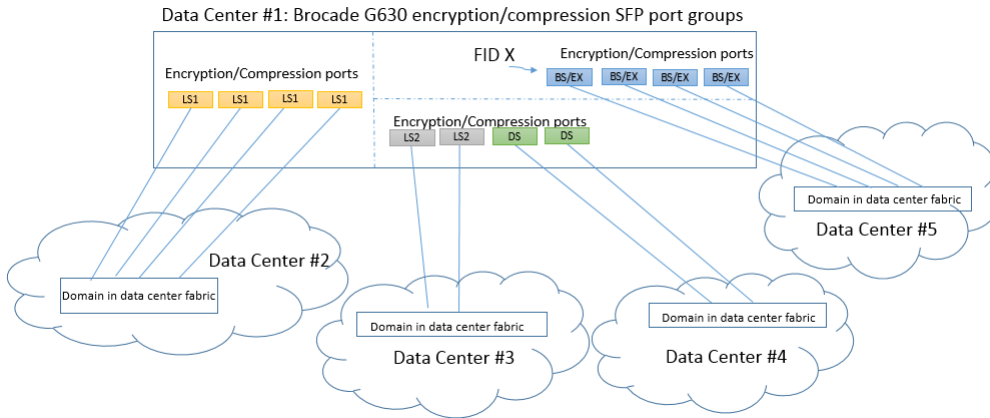 Data Center #1: Brocade G630 encryption/compression SFP port groups
FID X
Encryption/Compression ports
BS/EX BS/EX BS/EX BS/EX
Encryption/Compression ports
LS1 LS1 LS1 LS1
Encryption/Compression ports
LS2 LS2 DS DS
Domain in data center fabric
Data Center #5
Data Center #2
Domain in data center fabric
Domain in data center fabric
Data Center #3
Domain in data center fabric
Data Center #4